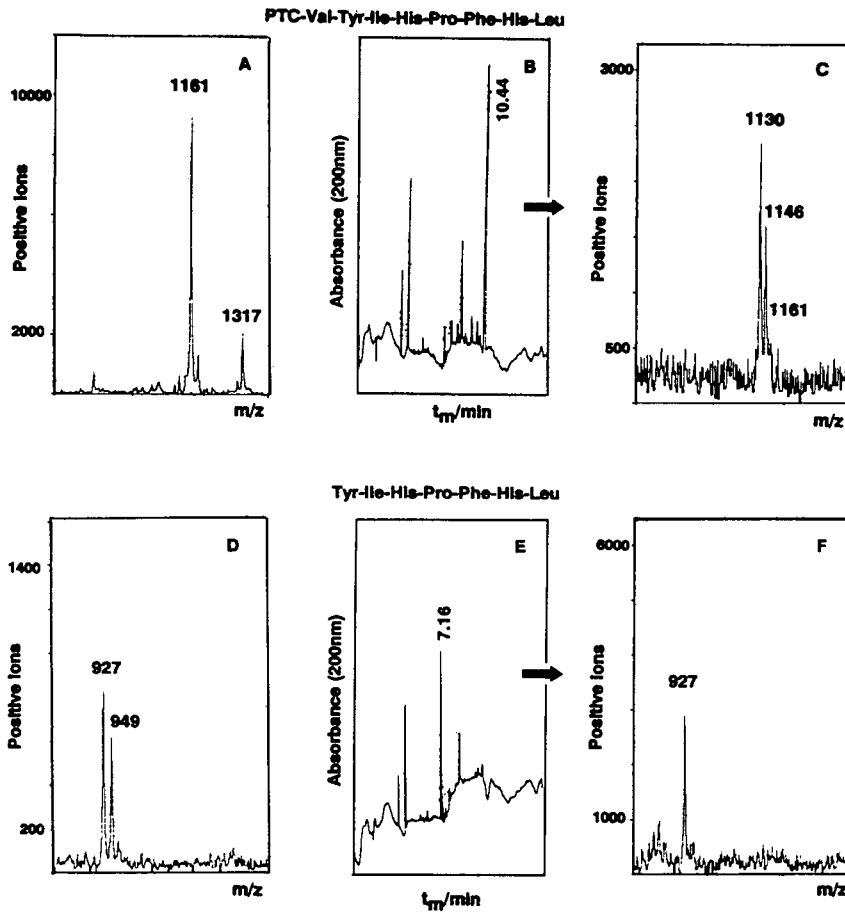 PTC-Val-Tyr-Ile-His-Pro-Phe-His-Leu
A
10000
1161
2000
1317
Positive Ions
m/z
B
10.44
Absorbance (200nm)
tm/min
C
3000
1130
1146
1161
500
Positive Ions
m/z
Tyr-Ile-His-Pro-Phe-His-Leu
D
1400
927
949
200
Positive Ions
m/z
E
7.16
Absorbance (200nm)
tm/min
F
6000
927
1000
Positive Ions
m/z